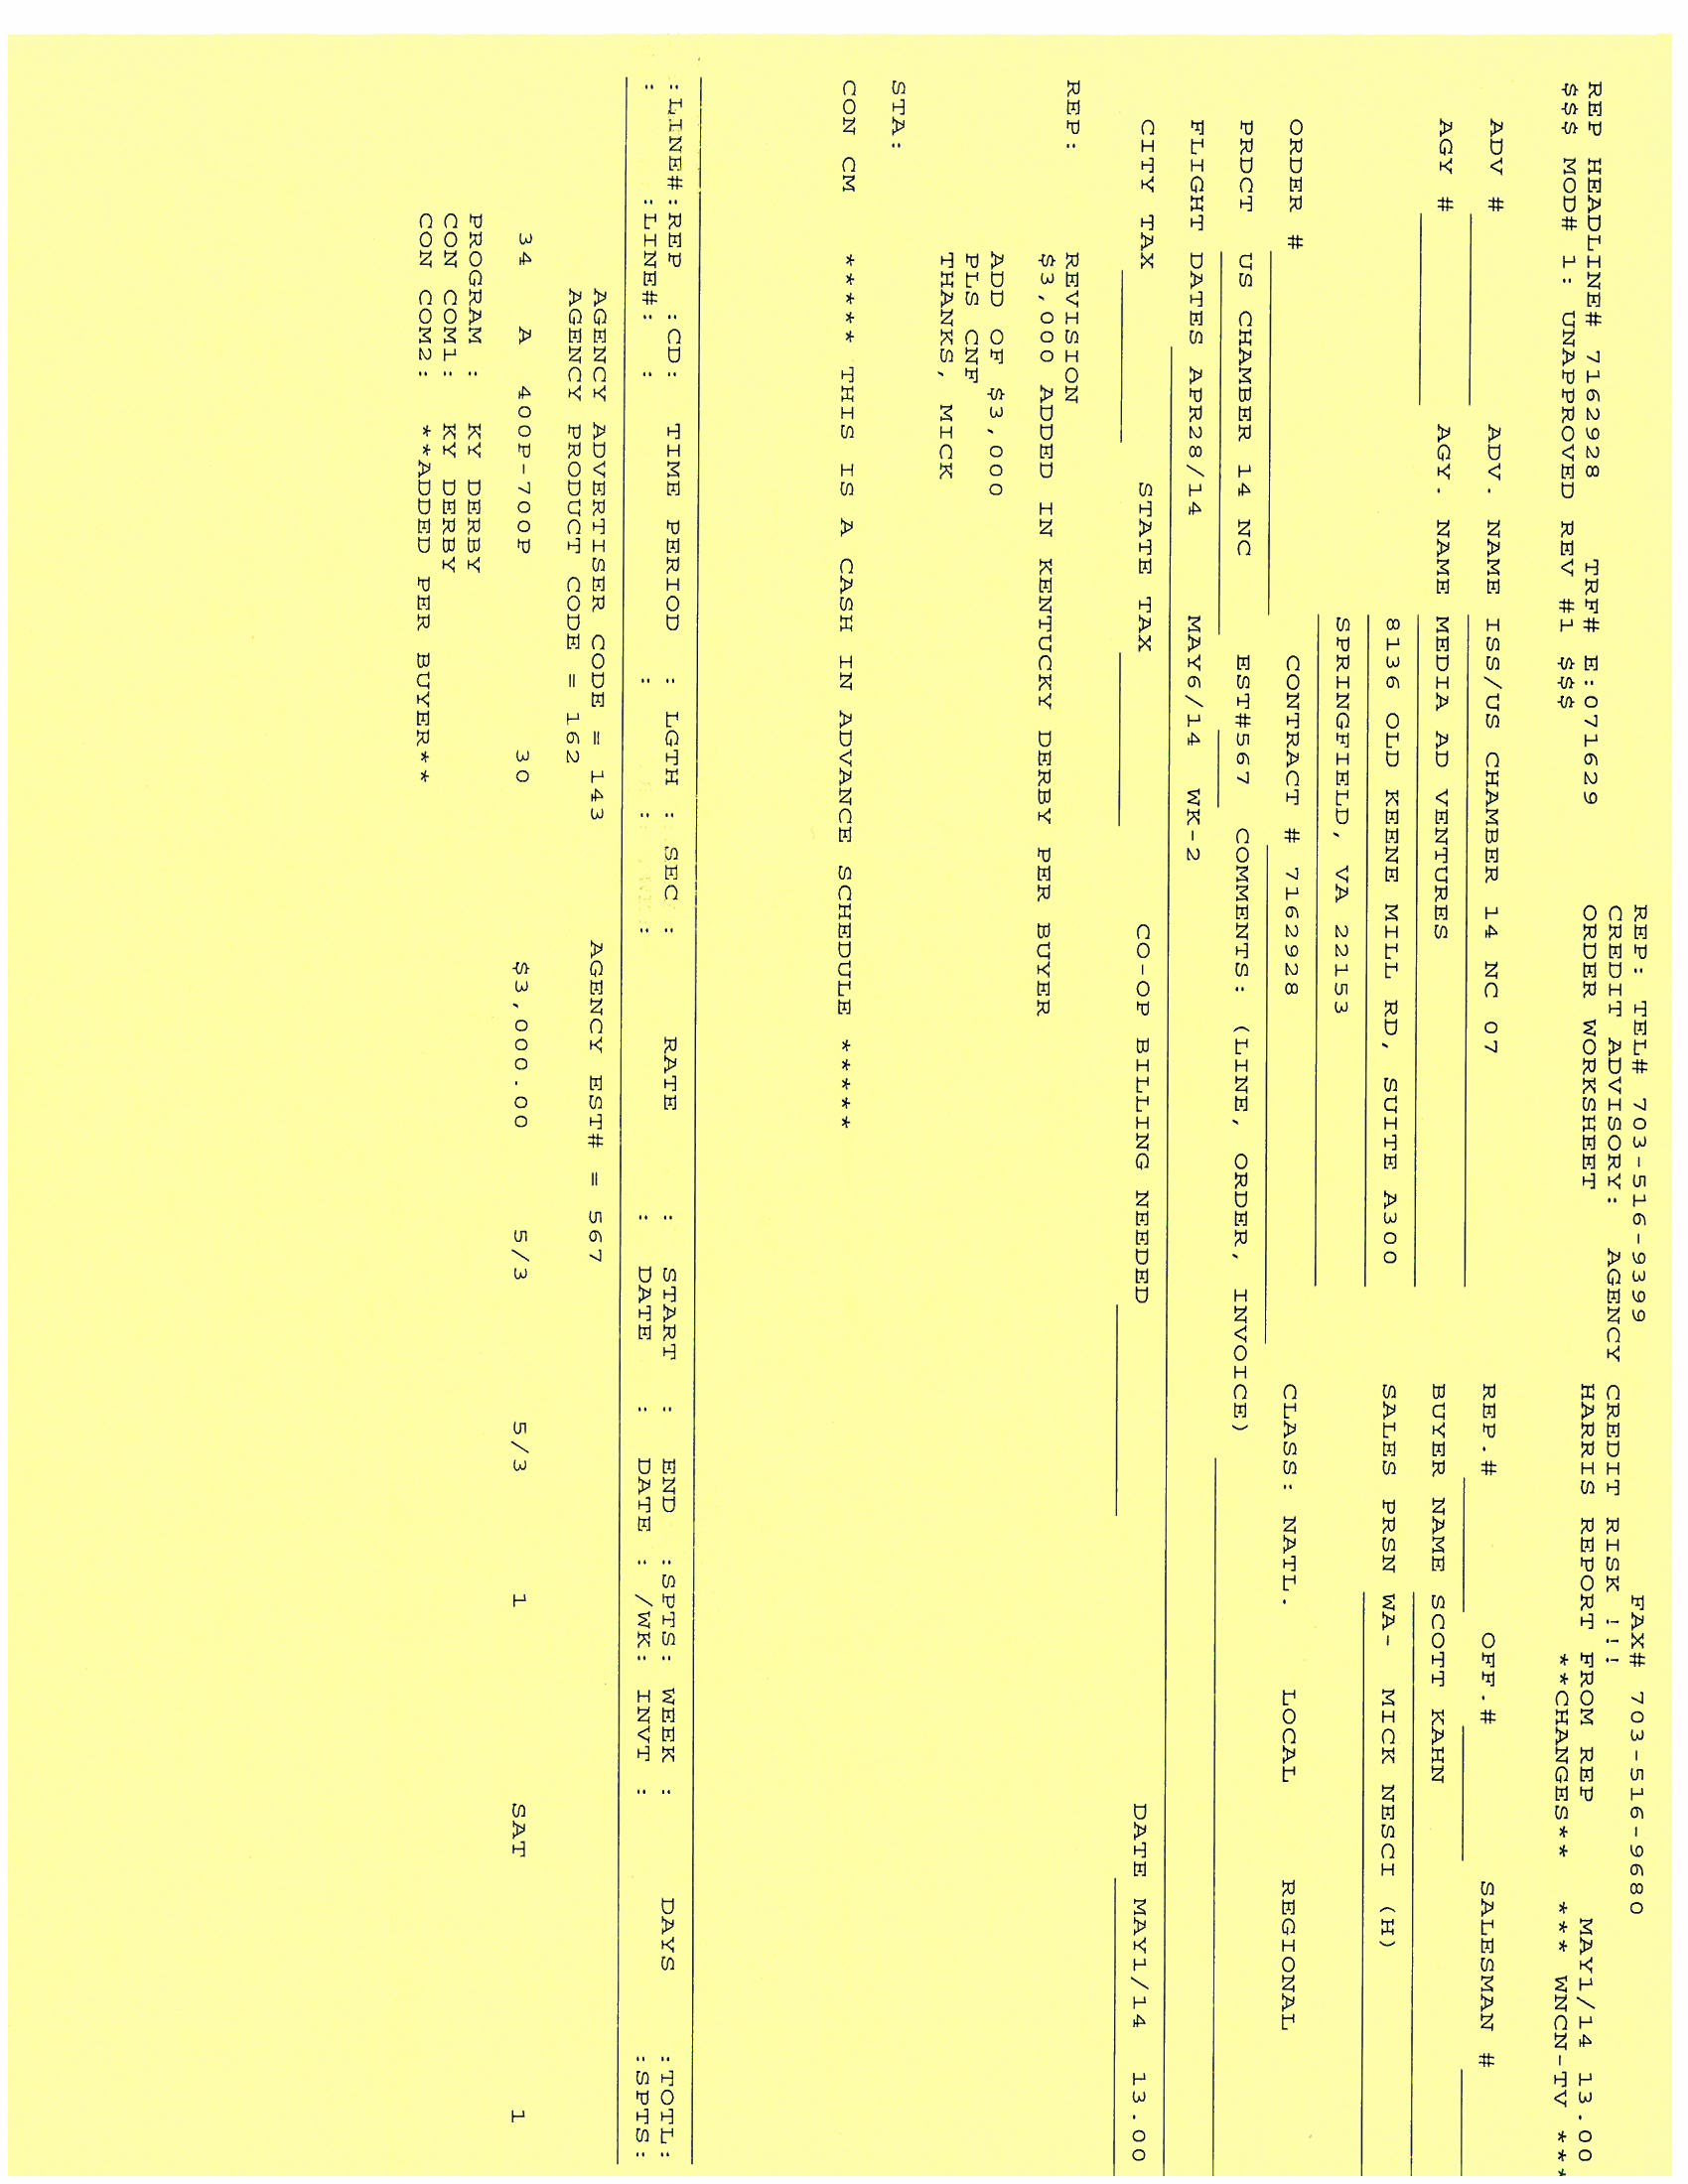 REP: TEL# 703-516-9399 FAX# 703-516-9680
CREDIT ADVISORY: AGENCY CREDIT RISK !!!
REP HEADLINE# 7162928 TRF# E:071629 ORDER WORKSHEET HARRIS REPORT FROM REP MAY1/14 13.00
$$$ MOD# 1: UNAPPROVED REV #1 $$$ **CHANGES** *** WNCN-TV ***
ADV # ADV. NAME ISS/US CHAMBER 14 NC 07 REP.# OFF.# SALESMAN #
AGY # AGY. NAME MEDIA AD VENTURES BUYER NAME SCOTT KAHN
8136 OLD KEENE MILL RD, SUITE A300 SALES PRSN WA- MICK NESCI (H)
SPRINGFIELD, VA 22153
ORDER # CONTRACT # 7162928 CLASS: NATL. LOCAL REGIONAL
PRDCT US CHAMBER 14 NC EST#567 COMMENTS: (LINE, ORDER, INVOICE)
FLIGHT DATES APR28/14 MAY6/14 WK-2
CITY TAX STATE TAX CO-OP BILLING NEEDED DATE MAY1/14 13.00
REP: REVISION
$3,000 ADDED IN KENTUCKY DERBY PER BUYER
ADD OF $3,000
PLS CNF
THANKS, MICK
STA:
CON CM ***** THIS IS A CASH IN ADVANCE SCHEDULE *****
:LINE#:REP :CD: TIME PERIOD : LGTH : SEC : RATE : START : END :SPTS: WEEK : DAYS :TOTL:
: :LINE#: : : : : : DATE : DATE : /WK: INVT : :SPTS:
AGENCY ADVERTISER CODE = 143 AGENCY EST# = 567
AGENCY PRODUCT CODE = 162
34 A 400P-700P 30 $3,000.00 5/3 5/3 1 SAT 1
PROGRAM : KY DERBY
CON COM1: KY DERBY
CON COM2: **ADDED PER BUYER**